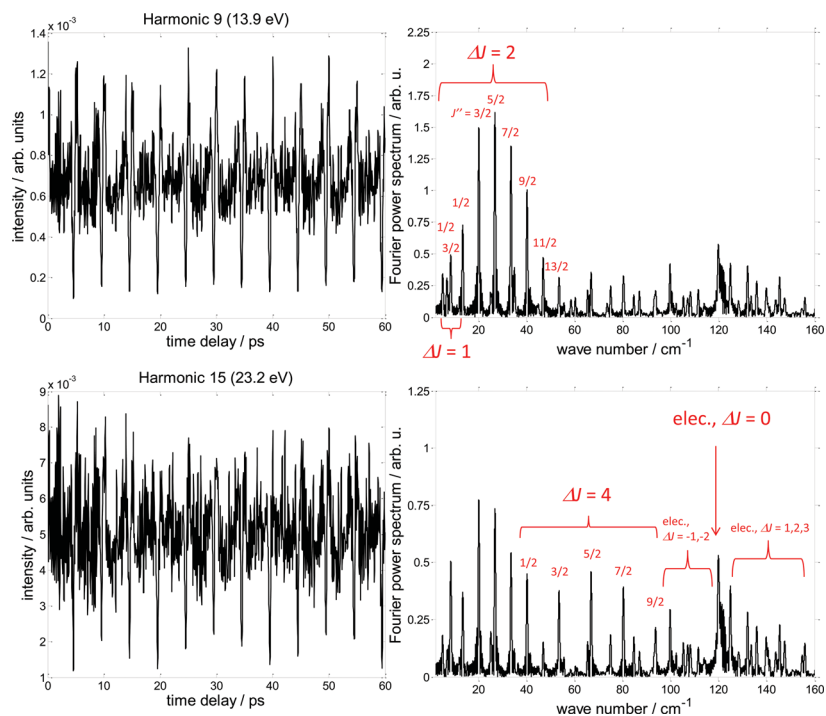 Harmonic 9 (13.9 eV)
× 10⁻³
1.4
1.2
1
0.8
0.6
0.4
0.2
0
intensity / arb. units
0 10 20 30 40 50 60
time delay / ps
2.25
2
1.75
1.5
1.25
1
0.75
0.5
0.25
0
Fourier power spectrum / arb. u.
ΔJ = 2
5/2
J'' = 3/2
7/2
9/2
1/2
1/2
3/2
11/2
13/2
20 40 60 80 100 120 140 160
ΔJ = 1
wave number / cm⁻¹
Harmonic 15 (23.2 eV)
× 10⁻³
9
8
7
6
5
4
3
2
1
intensity / arb. units
0 10 20 30 40 50 60
time delay / ps
1.25
1
0.75
0.5
0.25
0
Fourier power spectrum / arb. u.
elec., ΔJ = 0
ΔJ = 4
elec.,
ΔJ = -1,-2
elec., ΔJ = 1,2,3
1/2
3/2
5/2
7/2
9/2
20 40 60 80 100 120 140 160
wave number / cm⁻¹